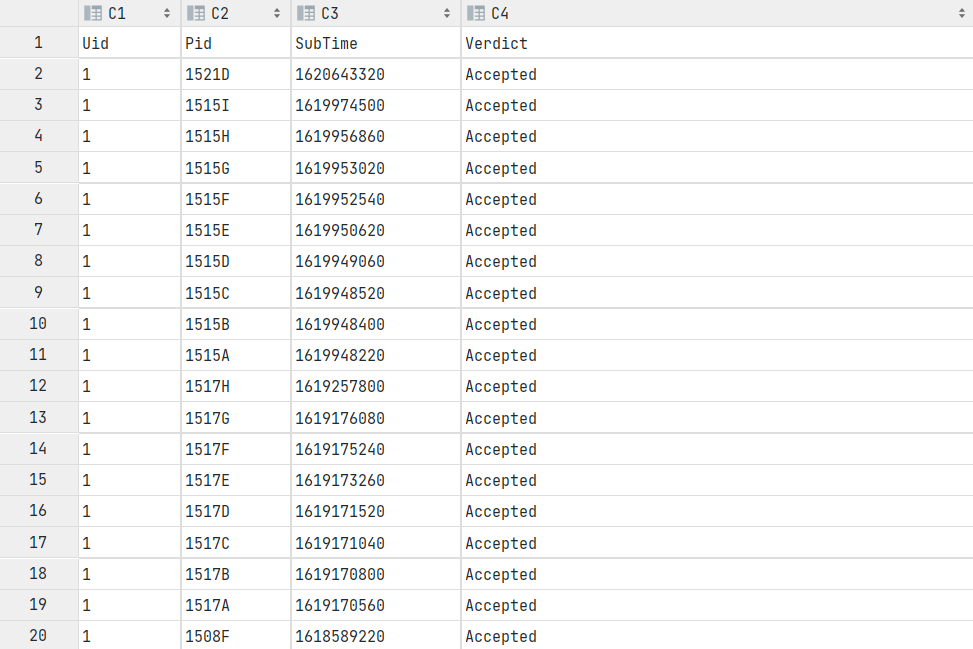 C1 C2 C3 C4
1 Uid Pid SubTime Verdict
2 1 1521D 1620643320 Accepted
3 1 1515I 1619974500 Accepted
4 1 1515H 1619956860 Accepted
5 1 1515G 1619953020 Accepted
6 1 1515F 1619952540 Accepted
7 1 1515E 1619950620 Accepted
8 1 1515D 1619949060 Accepted
9 1 1515C 1619948520 Accepted
10 1 1515B 1619948400 Accepted
11 1 1515A 1619948220 Accepted
12 1 1517H 1619257800 Accepted
13 1 1517G 1619176080 Accepted
14 1 1517F 1619175240 Accepted
15 1 1517E 1619173260 Accepted
16 1 1517D 1619171520 Accepted
17 1 1517C 1619171040 Accepted
18 1 1517B 1619170800 Accepted
19 1 1517A 1619170560 Accepted
20 1 1508F 1618589220 Accepted